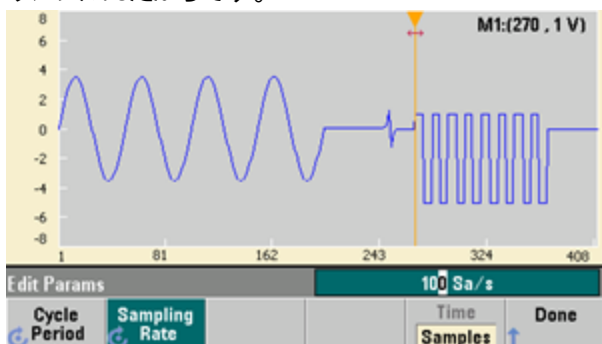 8
M1:(270 , 1 V)
6
4
2
0
-2
-4
-6
-8
1 81 162 243 324 408
Edit Params 100 Sa/s
Cycle Period Sampling Rate Time Samples Done